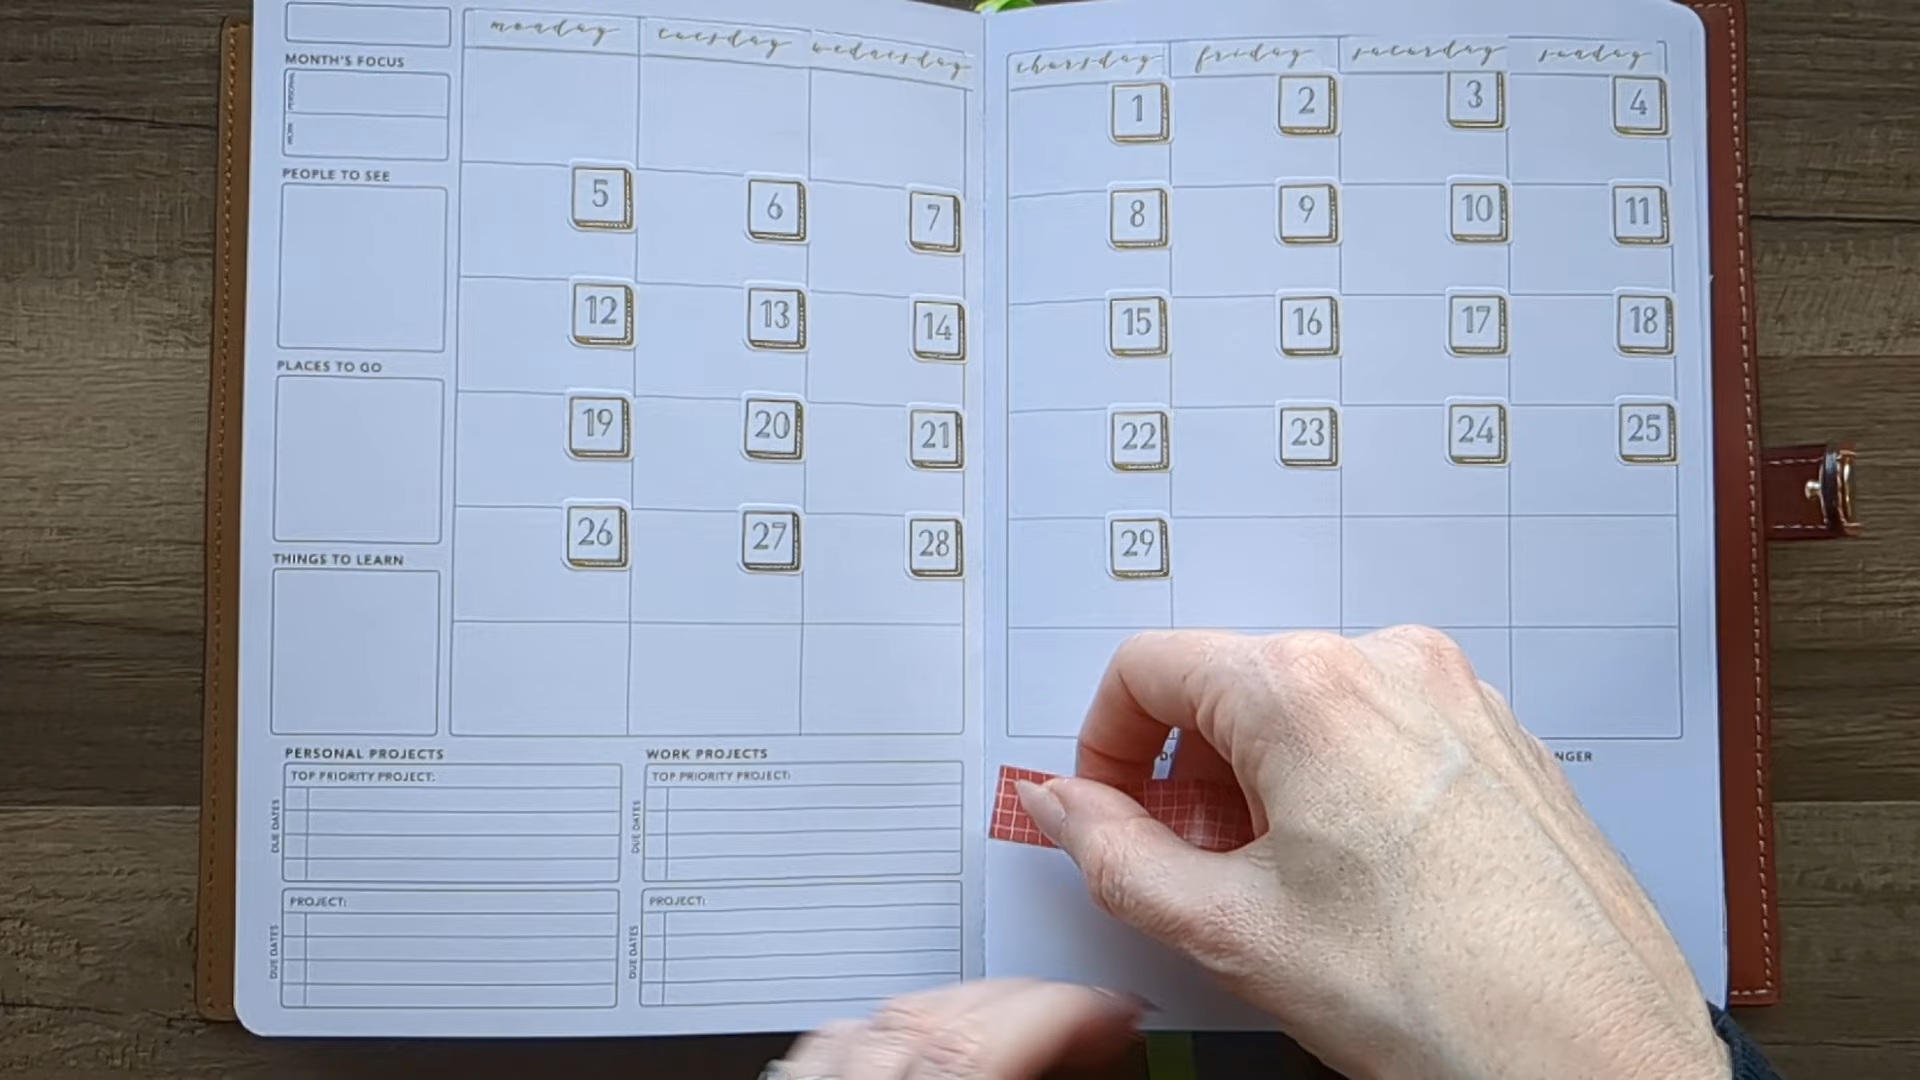 monday tuesday wednesday thursday friday saturday sunday
MONTH'S FOCUS
PERSONAL
WORK
1 2 3 4
PEOPLE TO SEE
5 6 7 8 9 10 11
12 13 14 15 16 17 18
PLACES TO GO
19 20 21 22 23 24 25
26 27 28 29
THINGS TO LEARN
PERSONAL PROJECTS WORK PROJECTS
NGER
TOP PRIORITY PROJECT: TOP PRIORITY PROJECT:
DUE DATES DUE DATES
PROJECT: PROJECT:
DUE DATES DUE DATES